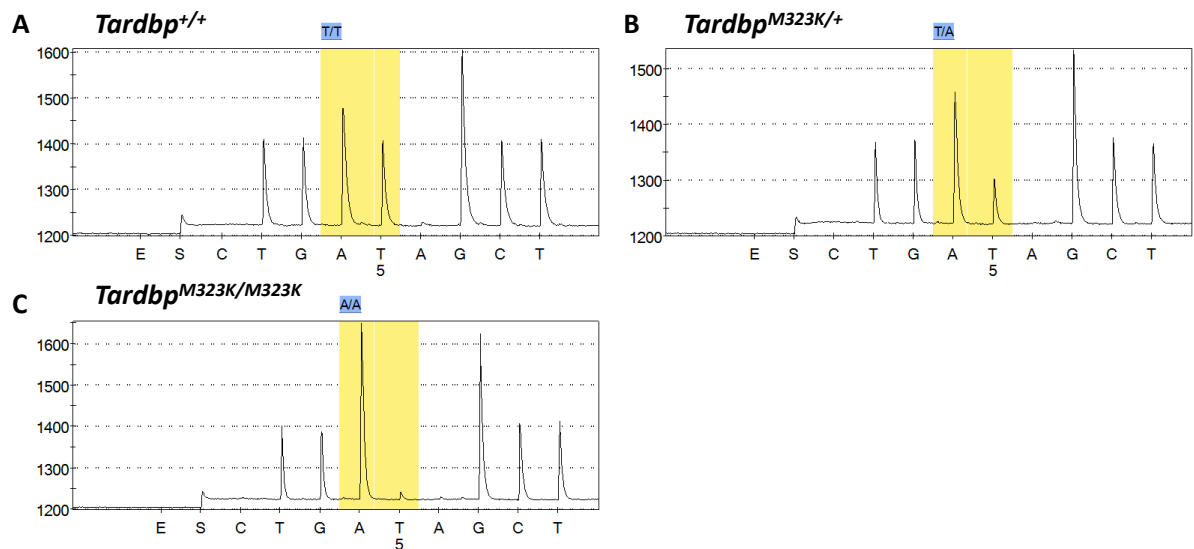 A Tardbp+/+
T/T
1600
1500
1400
1300
1200
E S C T G A T A G C T
5
B TardbpM323K/+
T/A
1500
1400
1300
1200
E S C T G A T A G C T
5
C TardbpM323K/M323K
A/A
1600
1500
1400
1300
1200
E S C T G A T A G C T
5